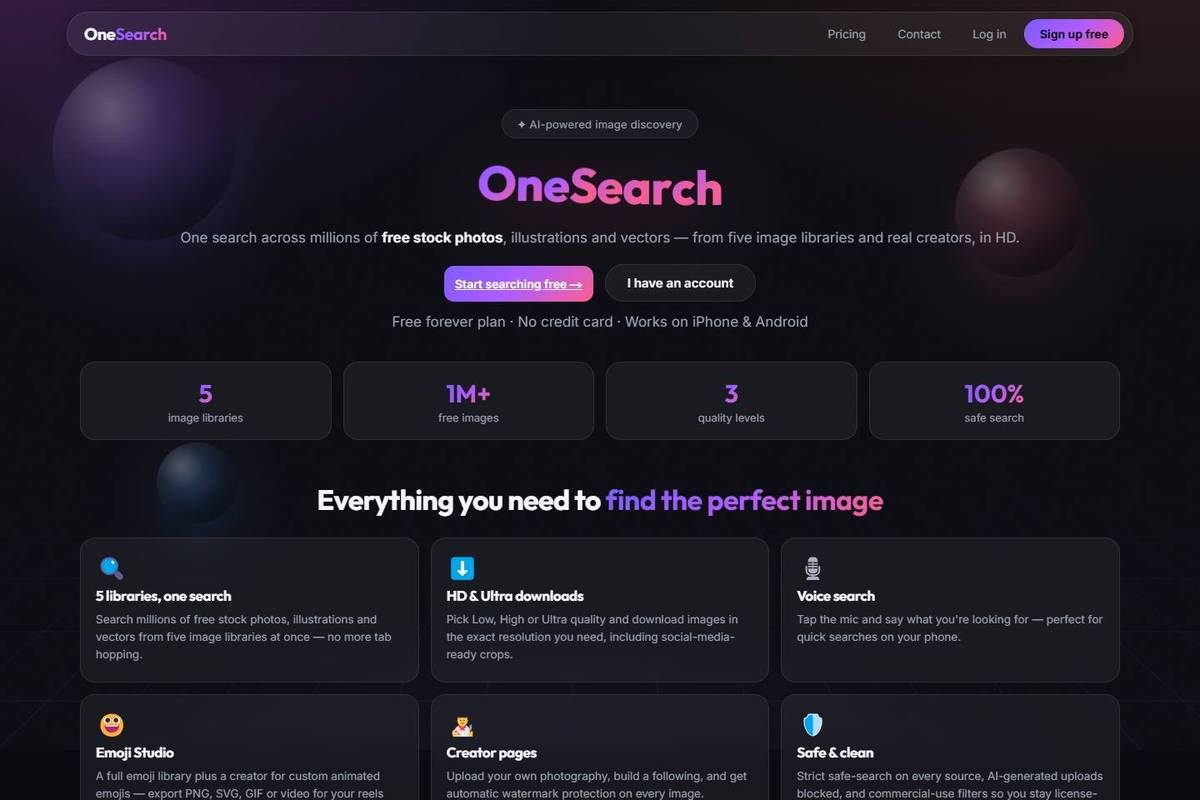 OneSearch
Pricing
Contact
Log in
Sign up free
✦ AI-powered image discovery
OneSearch
One search across millions of free stock photos, illustrations and vectors — from five image libraries and real creators, in HD.
Start searching free →
I have an account
Free forever plan · No credit card · Works on iPhone & Android
5
image libraries
1M+
free images
3
quality levels
100%
safe search
Everything you need to find the perfect image
5 libraries, one search
Search millions of free stock photos, illustrations and
vectors from five image libraries at once — no more tab
hopping.
HD & Ultra downloads
Pick Low, High or Ultra quality and download images in
the exact resolution you need, including social-media-
ready crops.
Voice search
Tap the mic and say what you're looking for — perfect for
quick searches on your phone.
Emoji Studio
A full emoji library plus a creator for custom animated
emojis — export PNG, SVG, GIF or video for your reels
Creator pages
Upload your own photography, build a following, and get
automatic watermark protection on every image.
Safe & clean
Strict safe-search on every source, AI-generated uploads
blocked, and commercial-use filters so you stay license-